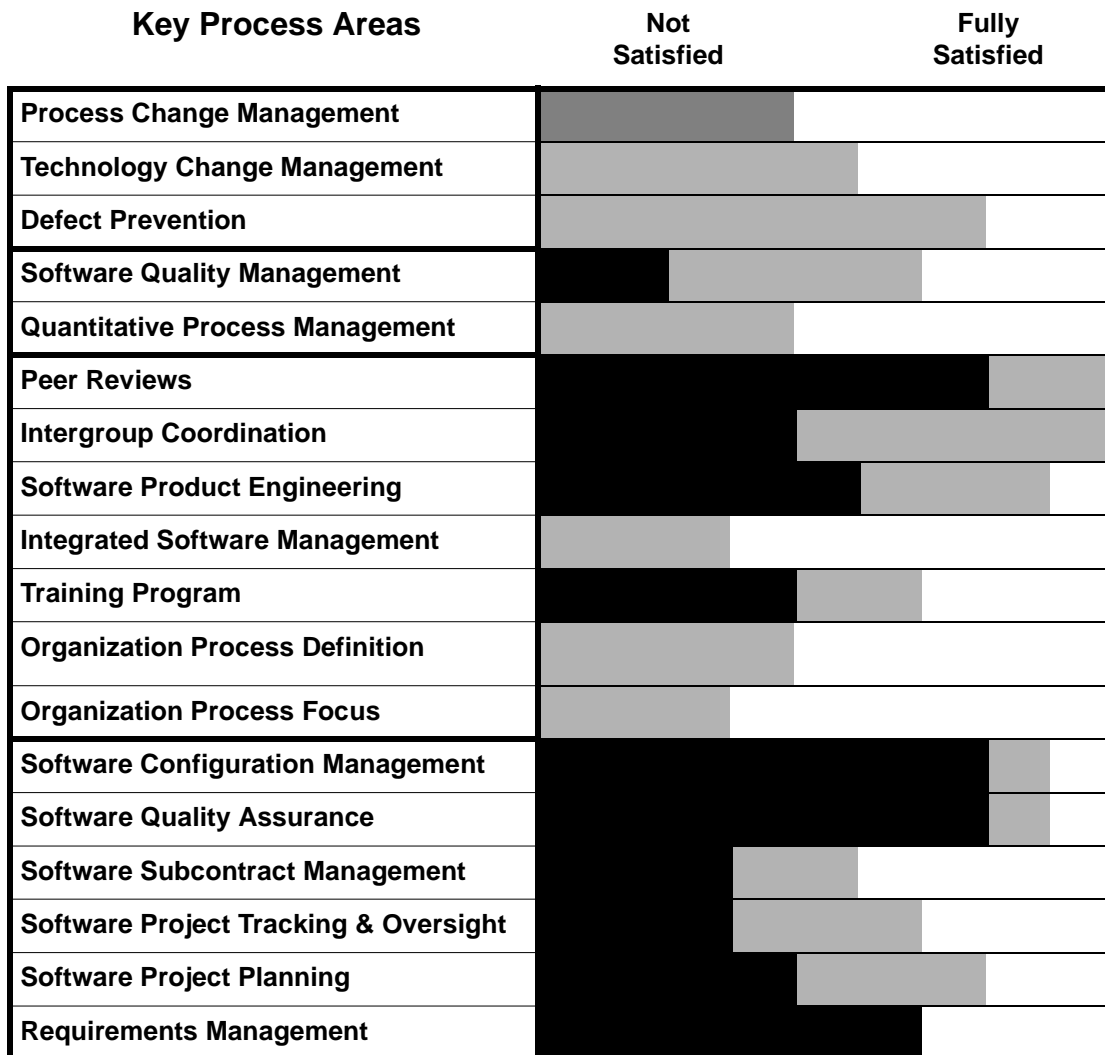 Key Process Areas
Not
Satisfied
Fully
Satisfied
Process Change Management
Technology Change Management
Defect Prevention
Software Quality Management
Quantitative Process Management
Peer Reviews
Intergroup Coordination
Software Product Engineering
Integrated Software Management
Training Program
Organization Process Definition
Organization Process Focus
Software Configuration Management
Software Quality Assurance
Software Subcontract Management
Software Project Tracking & Oversight
Software Project Planning
Requirements Management